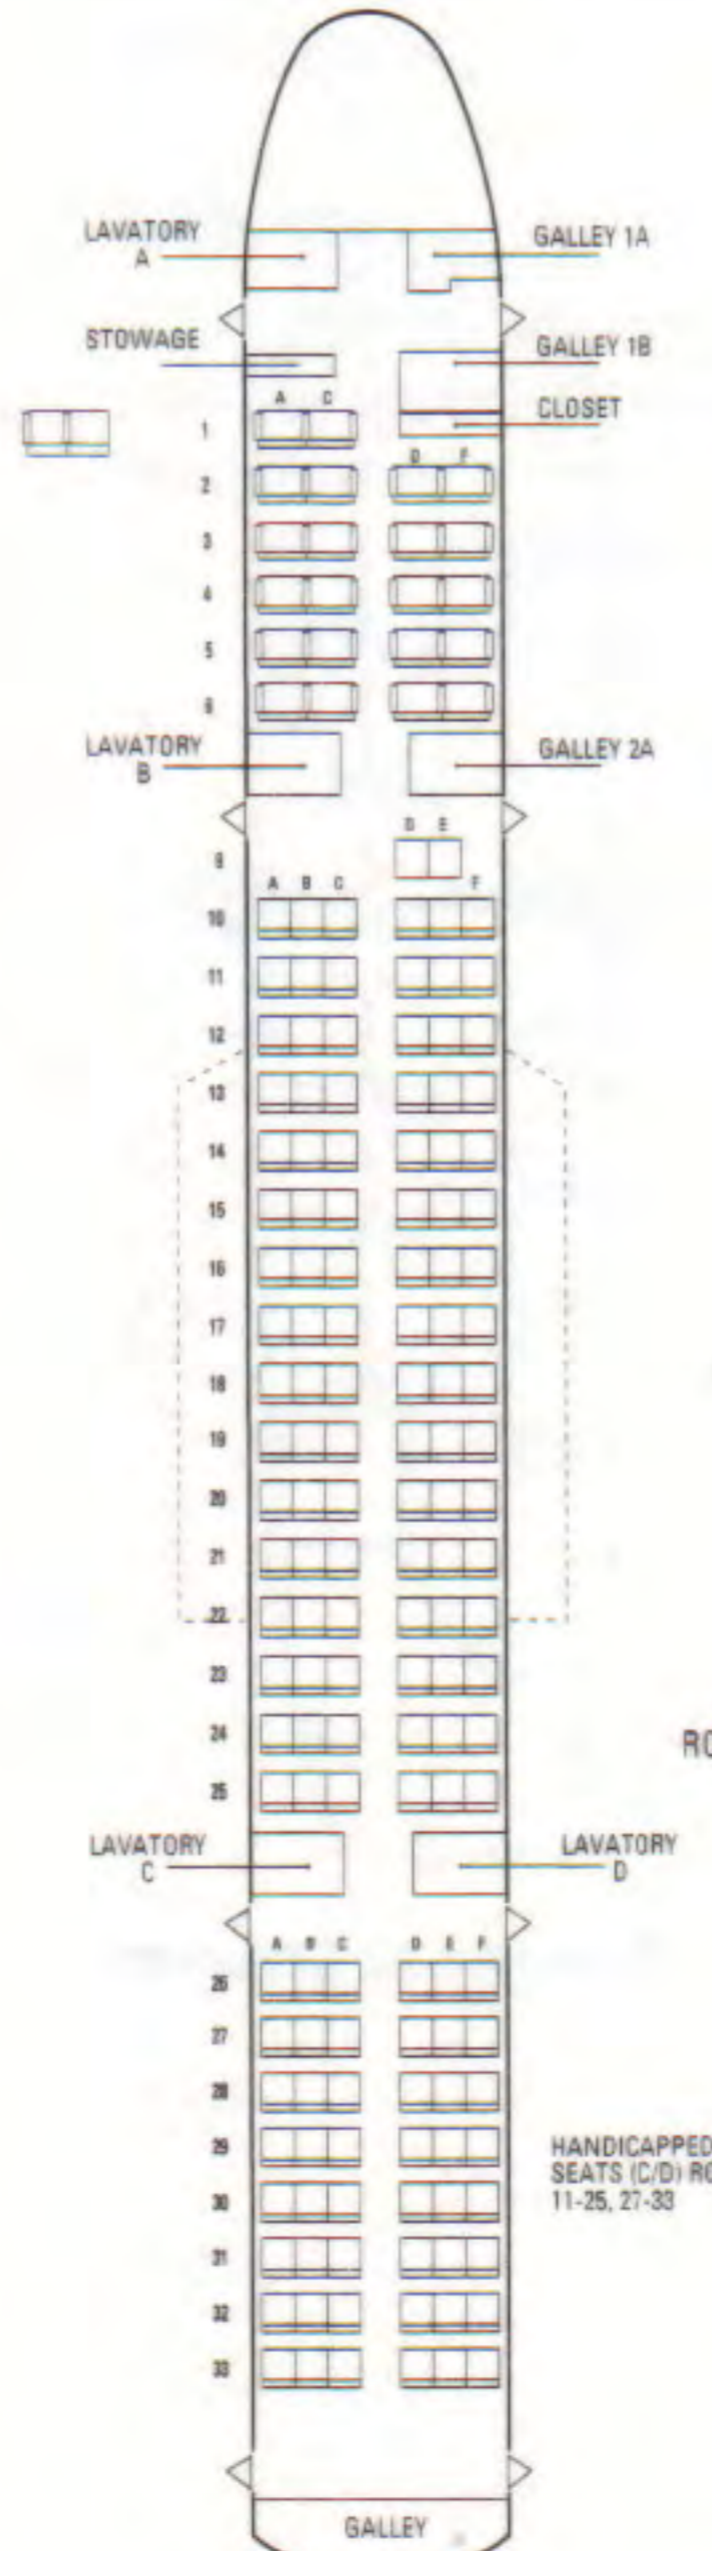 LAVATORY
A
GALLEY 1A
STOWAGE
GALLEY 1B
CLOSET
A C
1
D F
2
3
4
5
6
LAVATORY
B
GALLEY 2A
D E
9
A B C F
10
11
12
13
14
15
16
17
18
19
20
21
22
23
24
25
LAVATORY
C
LAVATORY
D
A B C D E F
26
27
28
29
30
31
32
33
HANDICAPPED
SEATS (C/D)
11-25, 27-33
GALLEY